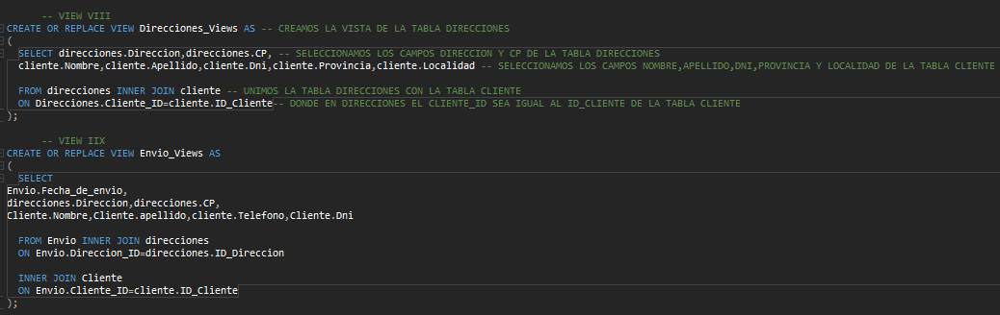 -- VIEW VIII
CREATE OR REPLACE VIEW Direcciones_Views AS -- CREAMOS LA VISTA DE LA TABLA DIRECCIONES
(
SELECT direcciones.Direccion,direcciones.CP, -- SELECCIONAMOS LOS CAMPOS DIRECCION Y CP DE LA TABLA DIRECCIONES
cliente.Nombre,cliente.Apellido,cliente.Dni,cliente.Provincia,cliente.Localidad -- SELECCIONAMOS LOS CAMPOS NOMBRE,APELLIDO,DNI,PROVINCIA Y LOCALIDAD DE LA TABLA CLIENTE
FROM direcciones INNER JOIN cliente -- UNIMOS LA TABLA DIRECCIONES CON LA TABLA CLIENTE
ON Direcciones.Cliente_ID=cliente.ID_Cliente-- DONDE EN DIRECCIONES EL CLIENTE_ID SEA IGUAL AL ID_CLIENTE DE LA TABLA CLIENTE
);
-- VIEW IIX
CREATE OR REPLACE VIEW Envio_Views AS
(
SELECT
Envio.Fecha_de_envio,
direcciones.Direccion,direcciones.CP,
Cliente.Nombre,Cliente.apellido,cliente.Telefono,Cliente.Dni
FROM Envio INNER JOIN direcciones
ON Envio.Direccion_ID=direcciones.ID_Direccion
INNER JOIN Cliente
ON Envio.Cliente_ID=cliente.ID_Cliente
);